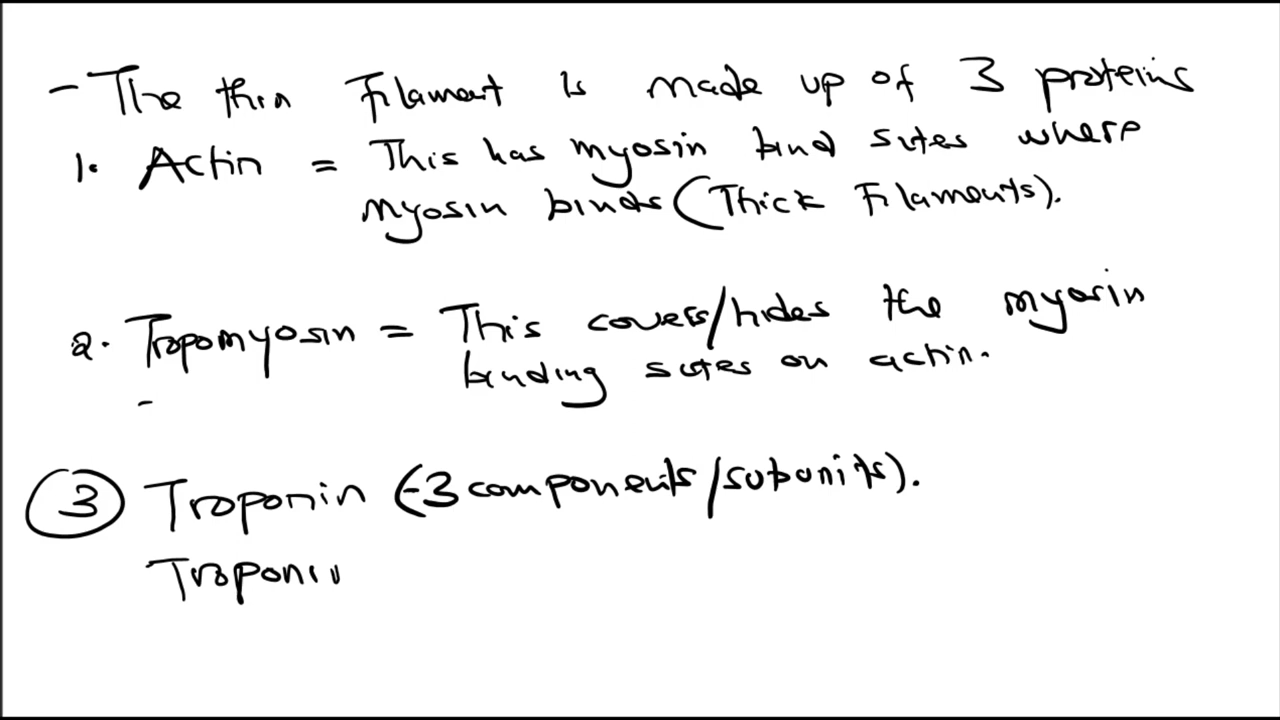 - The thin Filament is made up of 3 proteins
1. Actin = This has myosin bind sites where
myosin binds (Thick Filaments).
2. Tropomyosin = This covers/hides the myosin
binding sites on actin.
-
3 Troponin (-3 components/subunits).
Troponi